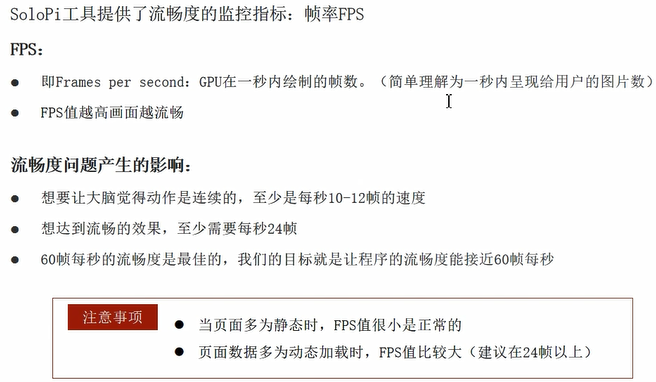 SoloPi工具提供了流畅度的监控指标：帧率FPS
FPS：
● 即Frames per second：GPU在一秒内绘制的帧数。（简单理解为一秒内呈现给用户的图片数）
● FPS值越高画面越流畅
流畅度问题产生的影响：
● 想要让大脑觉得动作是连续的，至少是每秒10-12帧的速度
● 想达到流畅的效果，至少需要每秒24帧
● 60帧每秒的流畅度是最佳的，我们的目标就是让程序的流畅度能接近60帧每秒
注意事项
● 当页面多为静态时，FPS值很小是正常的
● 页面数据多为动态加载时，FPS值比较大（建议在24帧以上）